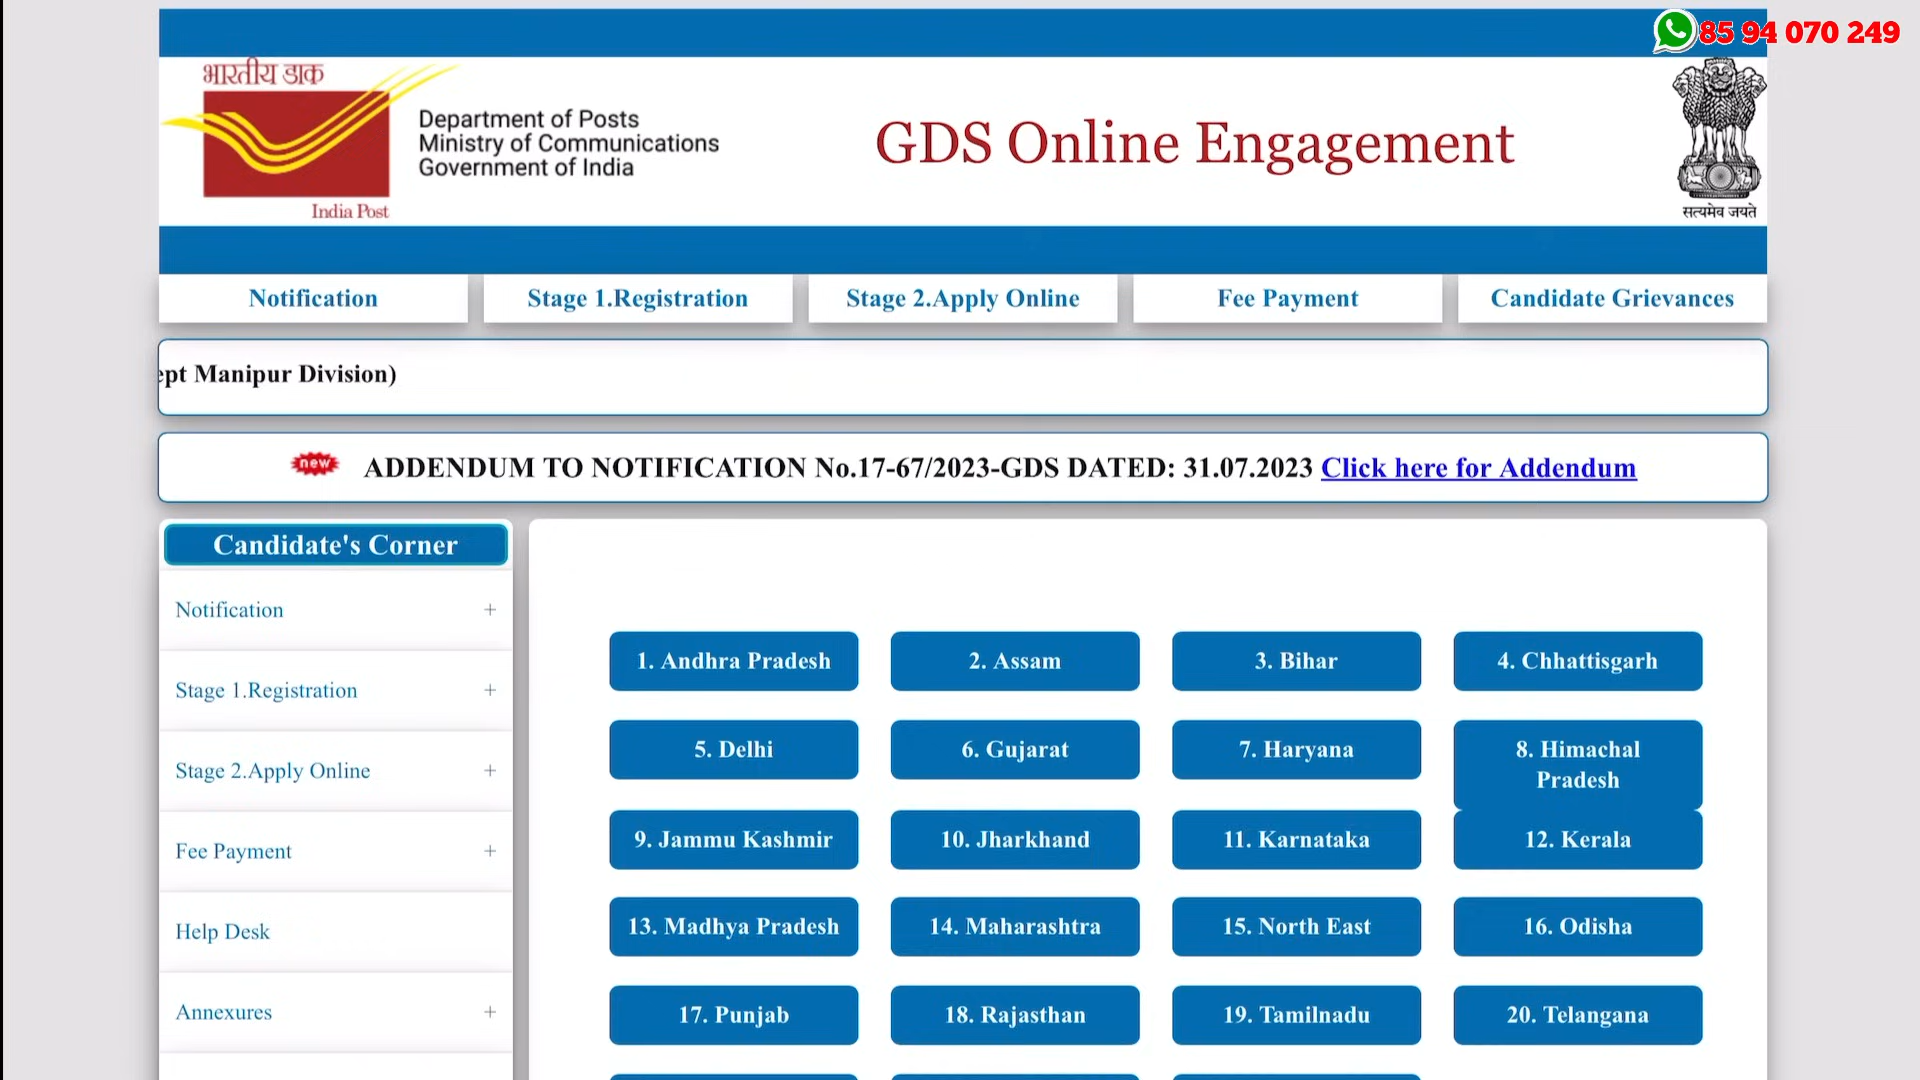 85 94 070 249
भारतीय डाक
Department of Posts
Ministry of Communications
Government of India
India Post
GDS Online Engagement
सत्यमेव जयते
Notification
Stage 1.Registration
Stage 2.Apply Online
Fee Payment
Candidate Grievances
ept Manipur Division)
new
ADDENDUM TO NOTIFICATION No.17-67/2023-GDS DATED: 31.07.2023 Click here for Addendum
Candidate's Corner
Notification +
Stage 1.Registration +
Stage 2.Apply Online +
Fee Payment +
Help Desk
Annexures +
1. Andhra Pradesh
2. Assam
3. Bihar
4. Chhattisgarh
5. Delhi
6. Gujarat
7. Haryana
8. Himachal
Pradesh
9. Jammu Kashmir
10. Jharkhand
11. Karnataka
12. Kerala
13. Madhya Pradesh
14. Maharashtra
15. North East
16. Odisha
17. Punjab
18. Rajasthan
19. Tamilnadu
20. Telangana